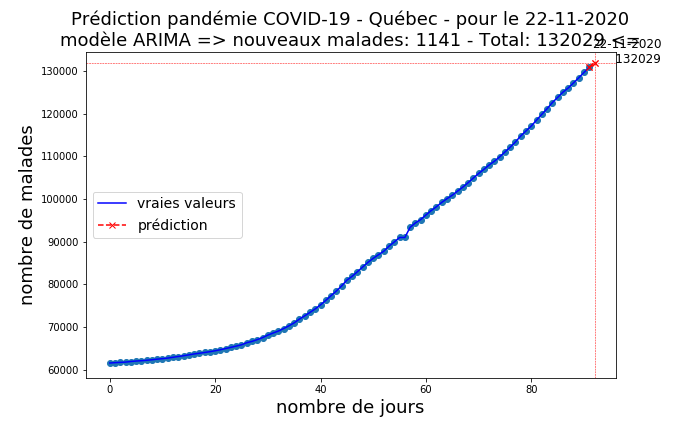 Prédiction pandémie COVID-19 - Québec - pour le 22-11-2020
modèle ARIMA => nouveaux malades: 1141 - Total: 132029 <=
22-11-2020
132029
130000
120000
110000
100000
90000
80000
70000
60000
nombre de malades
vraies valeurs
prédiction
0 20 40 60 80
nombre de jours